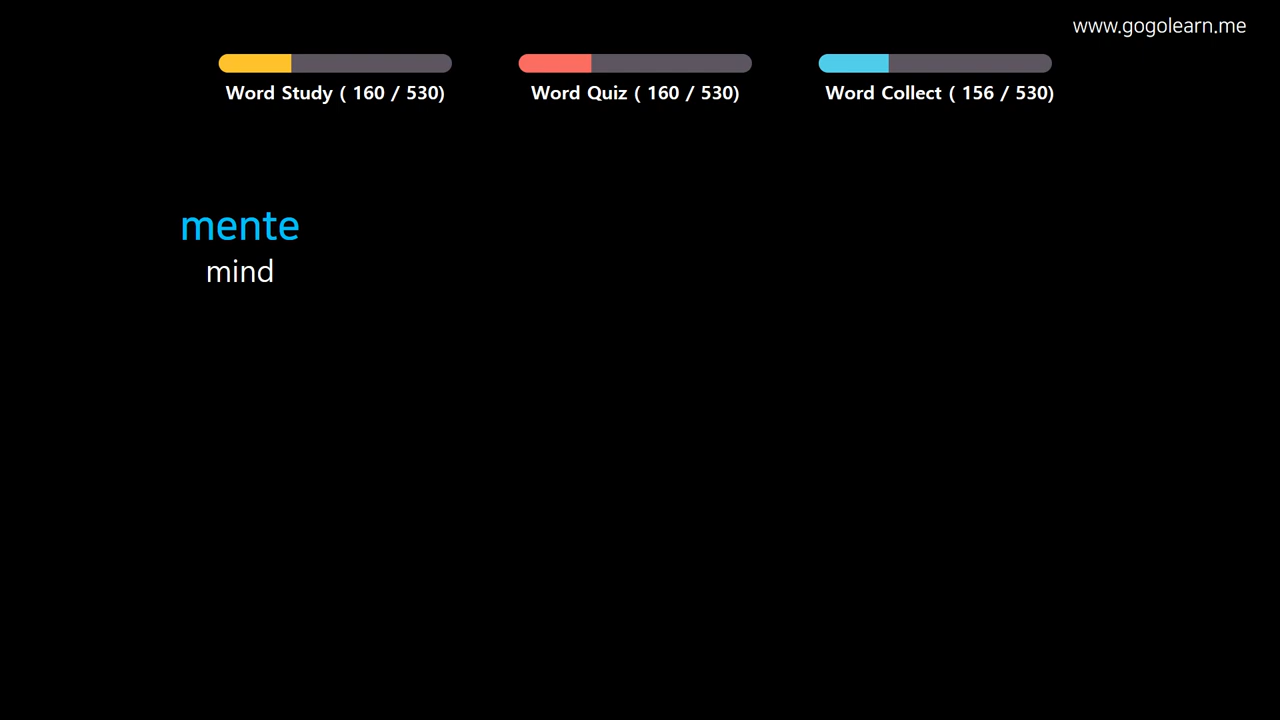 www.gogolearn.me
Word Study ( 160 / 530)
Word Quiz ( 160 / 530)
Word Collect ( 156 / 530)
mente
mind